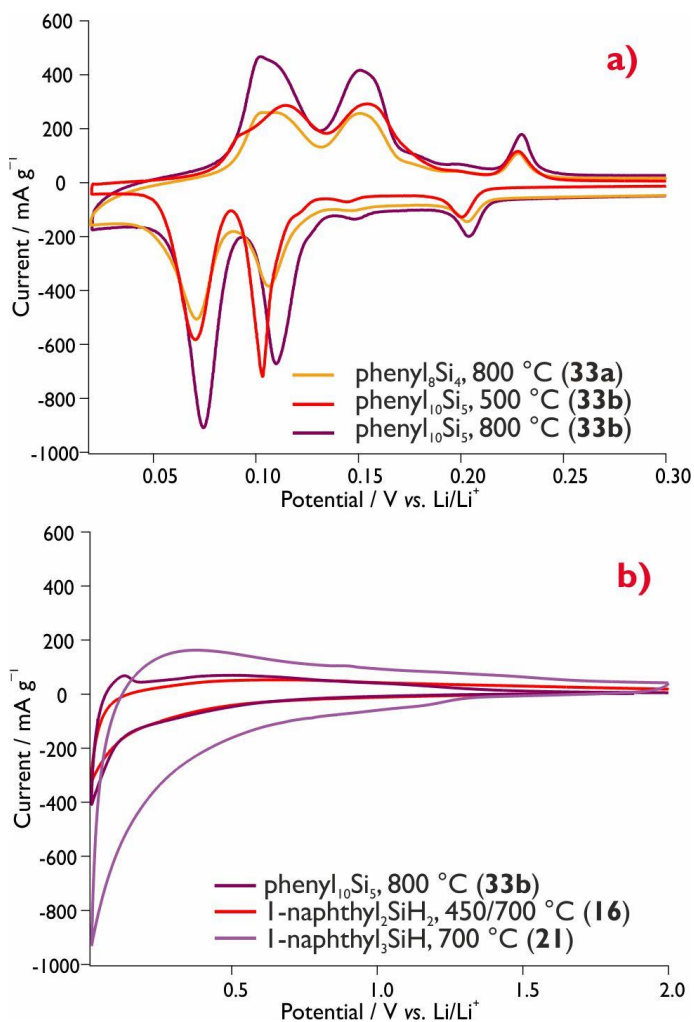 600
a)
400
200
0
-200
-400
-600
-800
-1000
Current / mA g⁻¹
phenyl₈Si₄, 800 °C (33a)
phenyl₁₀Si₅, 500 °C (33b)
phenyl₁₀Si₅, 800 °C (33b)
0.05 0.10 0.15 0.20 0.25 0.30
Potential / V vs. Li/Li⁺
600
b)
400
200
0
-200
-400
-600
-800
-1000
Current / mA g⁻¹
phenyl₁₀Si₅, 800 °C (33b)
1-naphthyl₂SiH₂, 450/700 °C (16)
1-naphthyl₃SiH, 700 °C (21)
0.5 1.0 1.5 2.0
Potential / V vs. Li/Li⁺